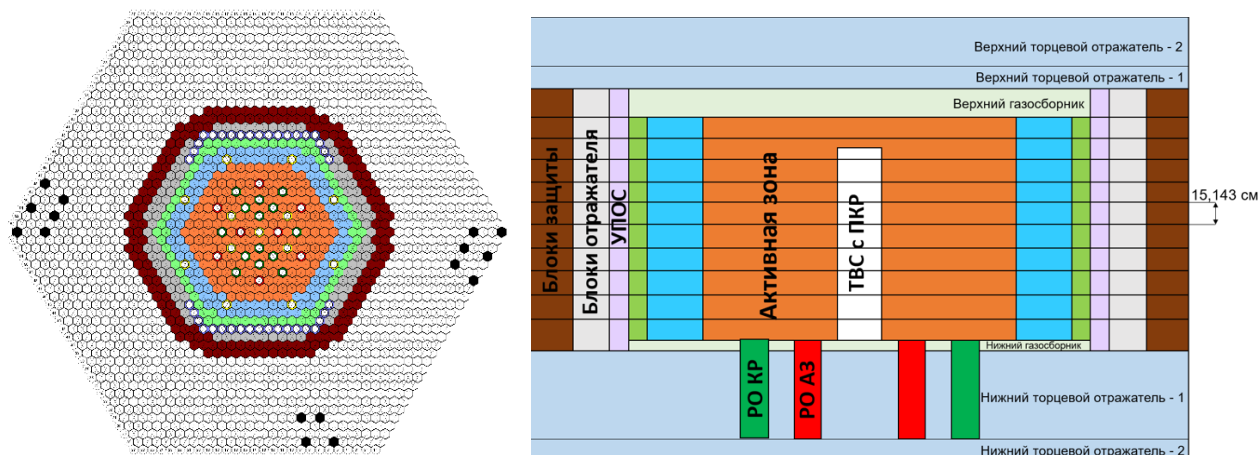 Верхний торцевой отражатель - 2
Верхний торцевой отражатель - 1
Верхний газосборник
Блоки защиты
Блоки отражателя
УПОС
Активная зона
ТВС с ПКР
15,143 см
Нижний газосборник
РО КР
РО АЗ
Нижний торцевой отражатель - 1
Нижний торцевой отражатель - 2